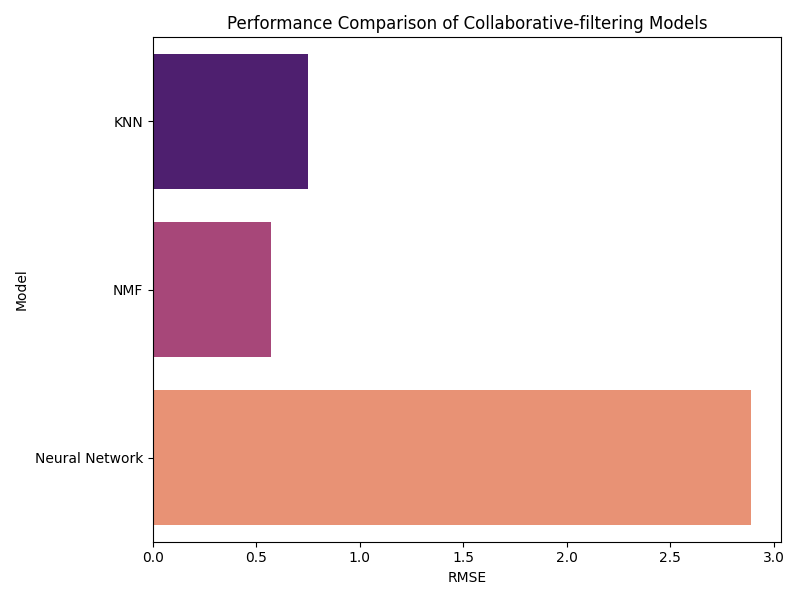 Performance Comparison of Collaborative-filtering Models
KNN
NMF
Neural Network
Model
0.0 0.5 1.0 1.5 2.0 2.5 3.0
RMSE